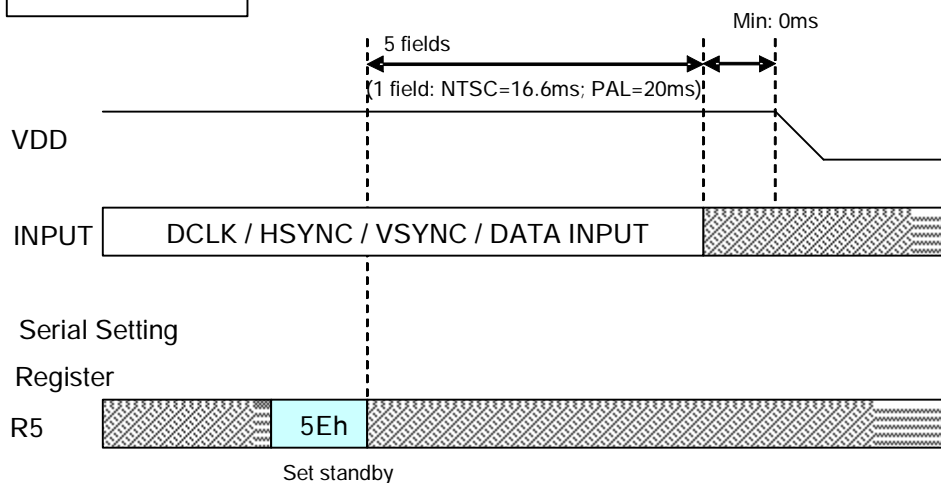 Min: 0ms
5 fields
(1 field: NTSC=16.6ms; PAL=20ms)
VDD
INPUT
DCLK / HSYNC / VSYNC / DATA INPUT
Serial Setting
Register
R5
5Eh
Set standby